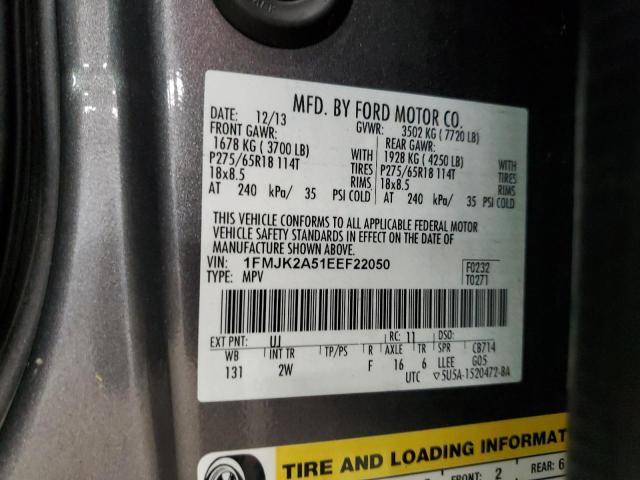 MFD. BY FORD MOTOR CO.
DATE: 12/13 GVWR: 3502 KG ( 7720 LB)
FRONT GAWR: REAR GAWR:
1678 KG ( 3700 LB) WITH 1928 KG ( 4250 LB) WITH
P275/65R18 114T TIRES P275/65R18 114T TIRES
18x8.5 RIMS 18x8.5 RIMS
AT 240 kPa/ 35 PSI COLD AT 240 kPa/ 35 PSI COLD
THIS VEHICLE CONFORMS TO ALL APPLICABLE FEDERAL MOTOR
VEHICLE SAFETY STANDARDS IN EFFECT ON THE DATE OF
MANUFACTURE SHOWN ABOVE.
VIN: 1FMJK2A51EEF22050 F0232
TYPE: MPV T0271
EXT PNT: UJ RC: 11 DSO:
WB INT TR TP/PS R AXLE TR SPR CB714
131 2W F 16 6 LLEE G05
UTC ▽5U5A-1520472-BA
TIRE AND LOADING INFORMAT
FRONT: 2 REAR: 6